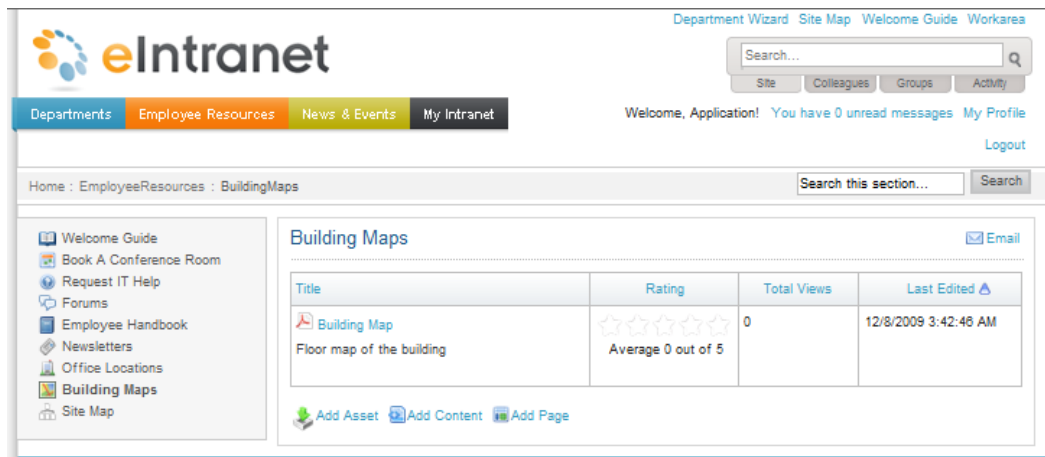 Department Wizard Site Map Welcome Guide Workarea
eIntranet
Search...
Site Colleagues Groups Activity
Departments Employee Resources News & Events My Intranet
Welcome, Application! You have 0 unread messages My Profile
Logout
Home : EmployeeResources : BuildingMaps
Search this section... Search
Welcome Guide
Book A Conference Room
Request IT Help
Forums
Employee Handbook
Newsletters
Office Locations
Building Maps
Site Map
Building Maps
Email
Title Rating Total Views Last Edited
Building Map 0 12/8/2009 3:42:46 AM
Floor map of the building Average 0 out of 5
Add Asset Add Content Add Page